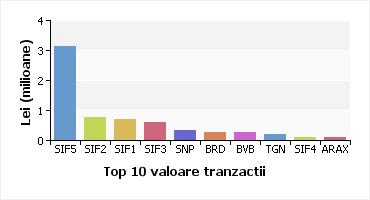 Lei (milioane)
4
3
2
1
0
SIF5 SIF2 SIF1 SIF3 SNP BRD BVB TGN SIF4 ARAX
Top 10 valoare tranzactii